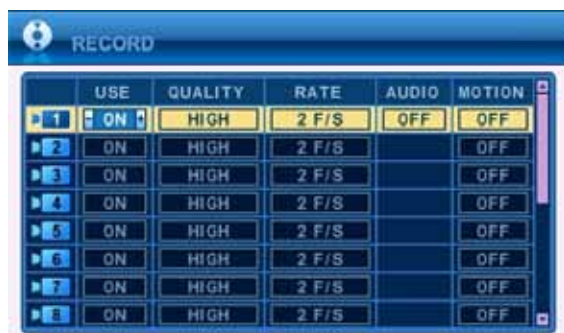 RECORD
USE QUALITY RATE AUDIO MOTION
1 - ON + HIGH 2 F/S OFF OFF
2 ON HIGH 2 F/S OFF
3 ON HIGH 2 F/S OFF
4 ON HIGH 2 F/S OFF
5 ON HIGH 2 F/S OFF
6 ON HIGH 2 F/S OFF
7 ON HIGH 2 F/S OFF
8 ON HIGH 2 F/S OFF